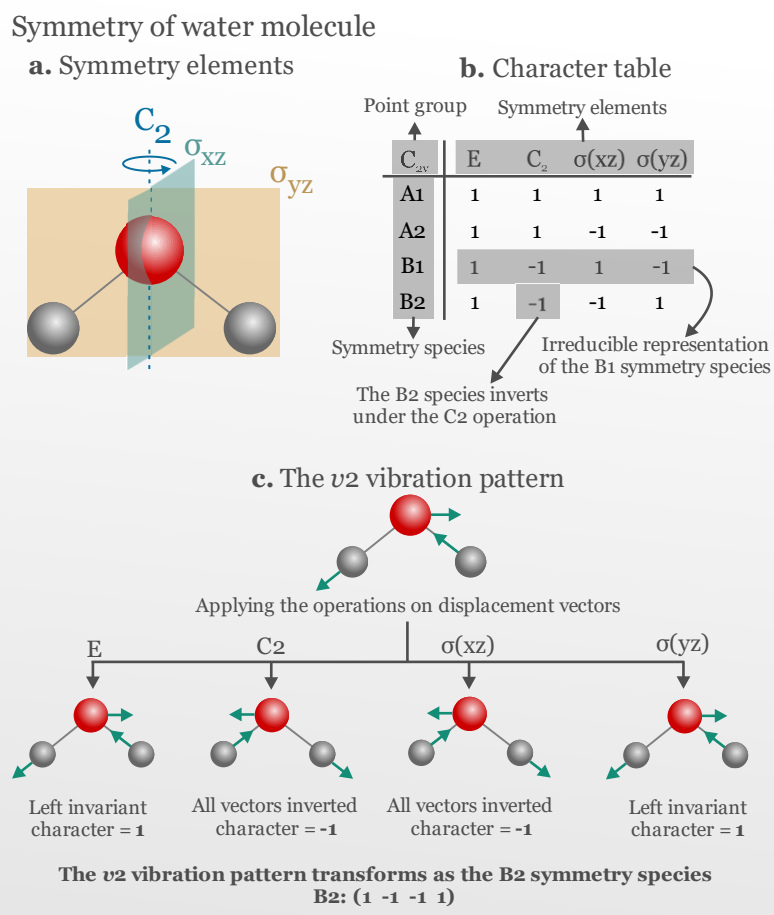 Symmetry of water molecule
a. Symmetry elements
C2
σxz
σyz
b. Character table
Point group
Symmetry elements
C2v E C2 σ(xz) σ(yz)
A1 1 1 1 1
A2 1 1 -1 -1
B1 1 -1 1 -1
B2 1 -1 -1 1
Symmetry species
Irreducible representation
of the B1 symmetry species
The B2 species inverts
under the C2 operation
c. The v2 vibration pattern
Applying the operations on displacement vectors
E C2 σ(xz) σ(yz)
Left invariant
character = 1
All vectors inverted
character = -1
All vectors inverted
character = -1
Left invariant
character = 1
The v2 vibration pattern transforms as the B2 symmetry species
B2: (1 -1 -1 1)